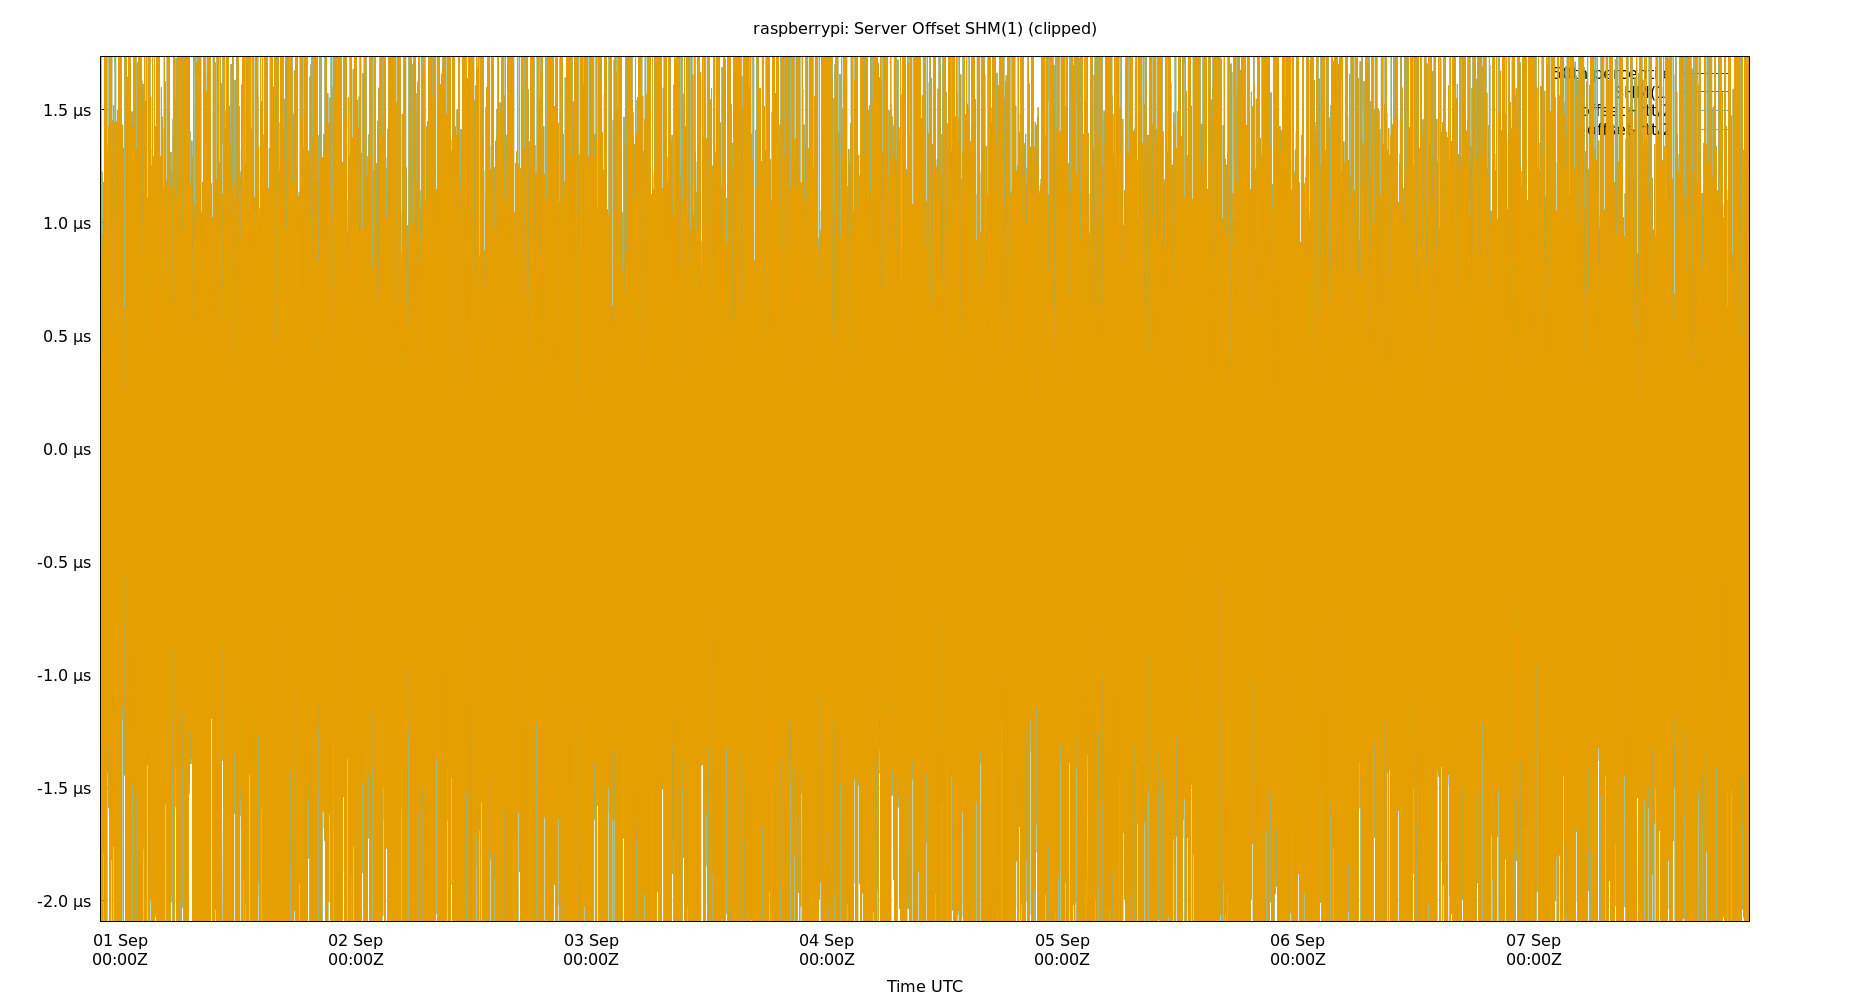 raspberrypi: Server Offset SHM(1) (clipped)
1.5 µs
1.0 µs
0.5 µs
0.0 µs
-0.5 µs
-1.0 µs
-1.5 µs
-2.0 µs
01 Sep 02 Sep 03 Sep 04 Sep 05 Sep 06 Sep 07 Sep
00:00Z 00:00Z 00:00Z 00:00Z 00:00Z 00:00Z 00:00Z
Time UTC